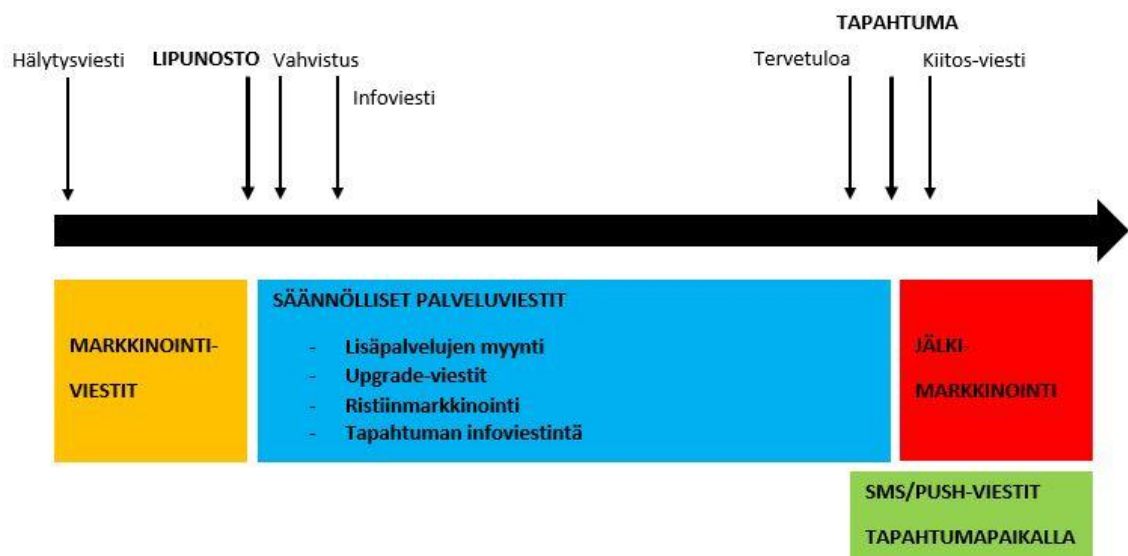 TAPAHTUMA
Hälytysviesti LIPUNOSTO Vahvistus Tervetuloa Kiitos-viesti
Infoviesti
MARKKINOINTI-
VIESTIT
SÄÄNNÖLLISET PALVELUVIESTIT
- Lisäpalvelujen myynti
- Upgrade-viestit
- Ristiinmarkkinointi
- Tapahtuman infoviestintä
JÄLKI-
MARKKINOINTI
SMS/PUSH-VIESTIT
TAPAHTUMAPAIKALLA